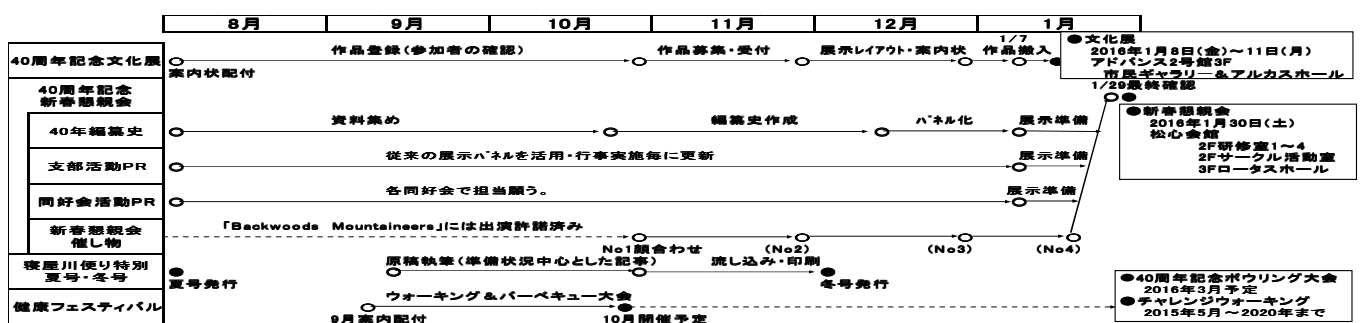 8月 9月 10月 11月 12月 1月
40周年記念文化展
作品登録(参加者の確認)
作品募集・受付
展示レイアウト・案内状
1/7
作品搬入
案内状配付
●文化展
2016年1月8日(金)~11日(月)
アドバンス2号館3F
市民ギャラリー&アルカスホール
40周年記念
新春懇親会
1/29最終確認
●新春懇親会
2016年1月30日(土)
松心会館
2F研修室1~4
2Fサークル活動室
3Fロータスホール
40年編纂史
資料集め
編纂史作成
パネル化
展示準備
支部活動PR
従来の展示パネルを活用・行事実施毎に更新
展示準備
同好会活動PR
各同好会で担当願う。
展示準備
新春懇親会
催し物
「Backwoods Mountaineers」には出演許諾済み
No1顔合わせ
(No2)
(No3)
(No4)
寝屋川便り特別
夏号・冬号
夏号発行
原稿執筆(準備状況中心とした記事)
流し込み・印刷
冬号発行
健康フェスティバル
ウォーキング&バーベキュー大会
9月案内配付
10月開催予定
●40周年記念ボウリング大会
2016年3月予定
●チャレンジウォーキング
2015年5月~2020年まで